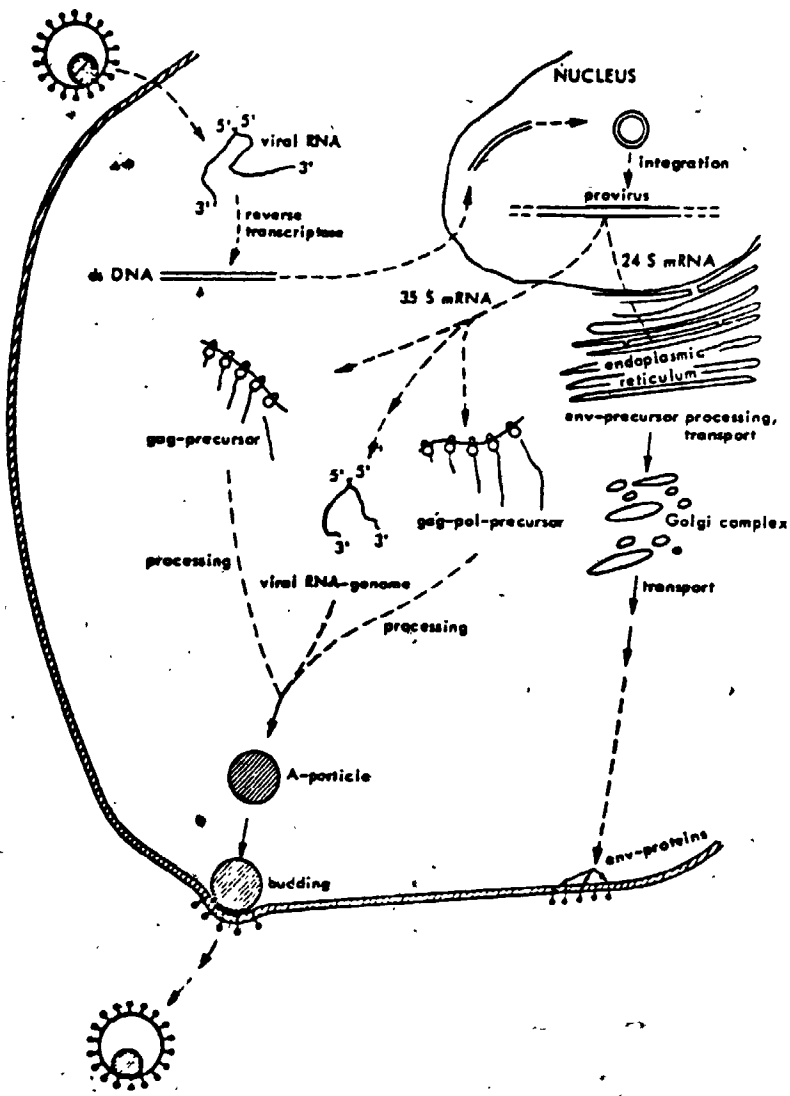 NUCLEUS
5' 5'
viral RNA
3'
3'
integration
provirus
reverse
transcriptase
ds DNA
24 S mRNA
35 S mRNA
endoplasmic
reticulum
gag-precursor
env-precursor processing,
transport
5' 5'
3' 3'
gag-pol-precursor
Golgi complex
processing
viral RNA-genome
transport
processing
A-particle
env-proteins
budding